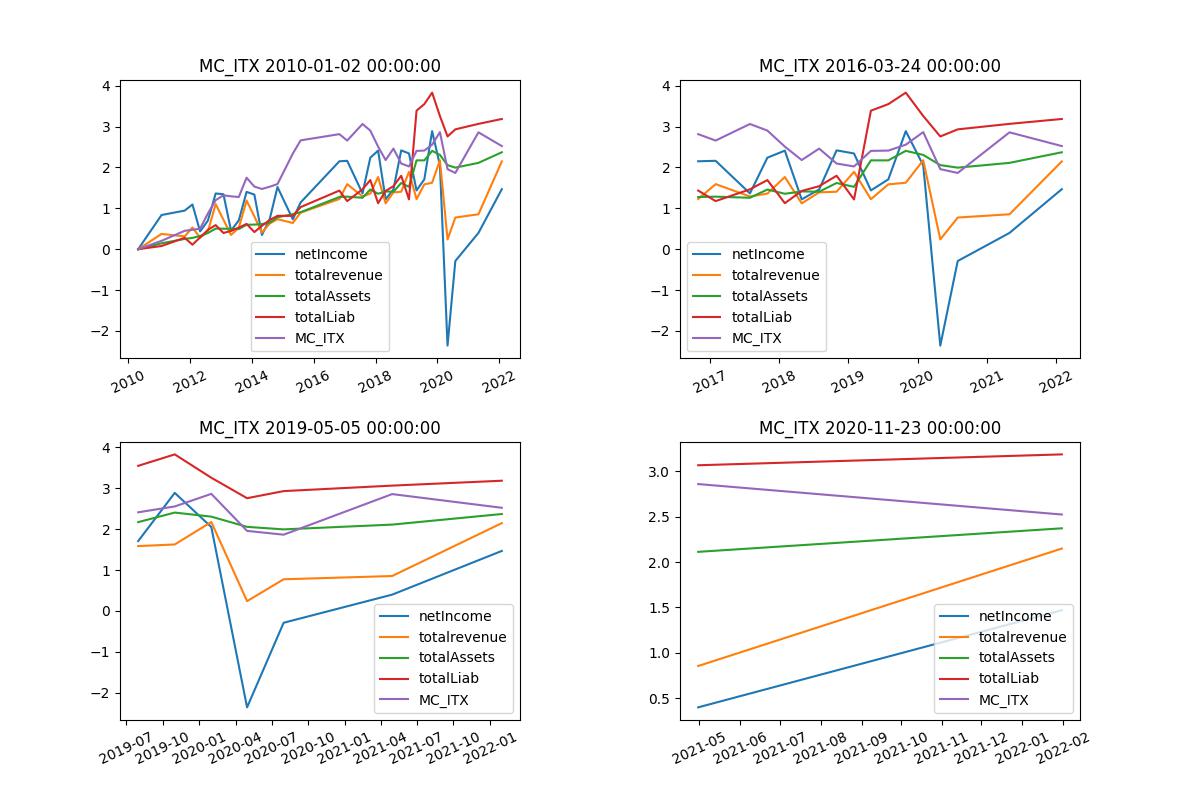 MC_ITX 2010-01-02 00:00:00
4
3
2
1
0
−1
−2
netIncome
totalrevenue
totalAssets
totalLiab
MC_ITX
2010 2012 2014 2016 2018 2020 2022
MC_ITX 2016-03-24 00:00:00
4
3
2
1
0
−1
−2
netIncome
totalrevenue
totalAssets
totalLiab
MC_ITX
2017 2018 2019 2020 2021 2022
MC_ITX 2019-05-05 00:00:00
4
3
2
1
0
−1
−2
netIncome
totalrevenue
totalAssets
totalLiab
MC_ITX
2019-07 2019-10 2020-01 2020-04 2020-07 2020-10 2021-01 2021-04 2021-07 2021-10 2022-01
MC_ITX 2020-11-23 00:00:00
3.0
2.5
2.0
1.5
1.0
0.5
netIncome
totalrevenue
totalAssets
totalLiab
MC_ITX
2021-05 2021-06 2021-07 2021-08 2021-09 2021-10 2021-11 2021-12 2022-01 2022-02